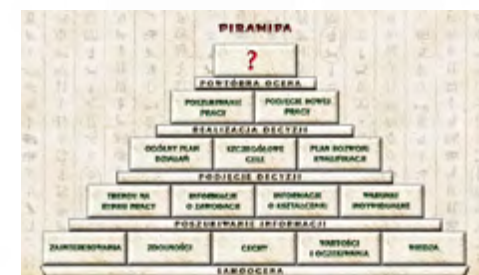 PIRAMIDA
?
POWTÓRNA OCENA
POSZUKIWANIE
PRACY
PODJĘCIE NOWEJ
PRACY
REALIZACJA DECYZJI
OGÓLNY PLAN
DZIAŁAŃ
SZCZEGÓŁOWE
CELE
PLAN ROZWOJU
KWALIFIKACJI
PODJĘCIE DECYZJI
TRENDY NA
RYNKU PRACY
INFORMACJE
O ZAWODACH
INFORMACJE
O KSZTAŁCENIU
WARUNKI
INDYWIDUALNE
POSZUKIWANIE INFORMACJI
ZAINTERESOWANIA
ZDOLNOŚCI
CECHY
WARTOŚCI
I OCZEKIWANIA
WIEDZA
SAMOOCENA